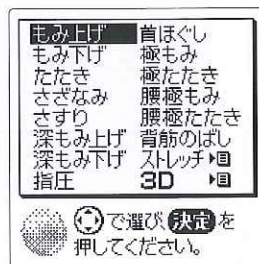 もみ上げ 首ほぐし
もみ下げ 極もみ
たたき 極たたき
さざなみ 腰極もみ
さすり 腰極たたき
深もみ上げ 背筋のばし
深もみ下げ ストレッチ
指圧 3D
で選び、決定を
押してください。